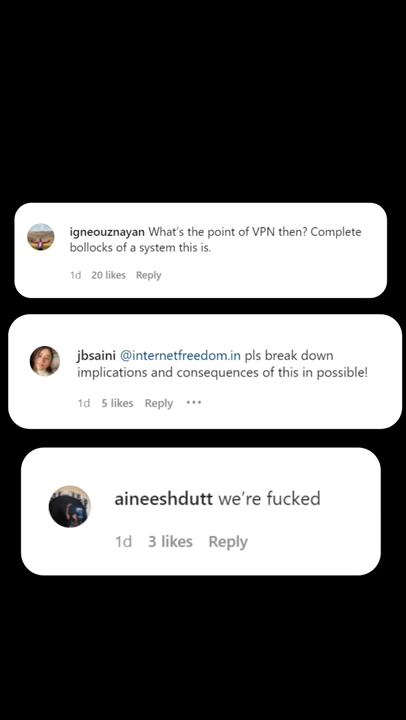 igneouznayan What's the point of VPN then? Complete
bollocks of a system this is.
1d 20 likes Reply
jbsaini @internetfreedom.in pls break down
implications and consequences of this in possible!
1d 5 likes Reply •••
aineeshdutt we're fucked
1d 3 likes Reply